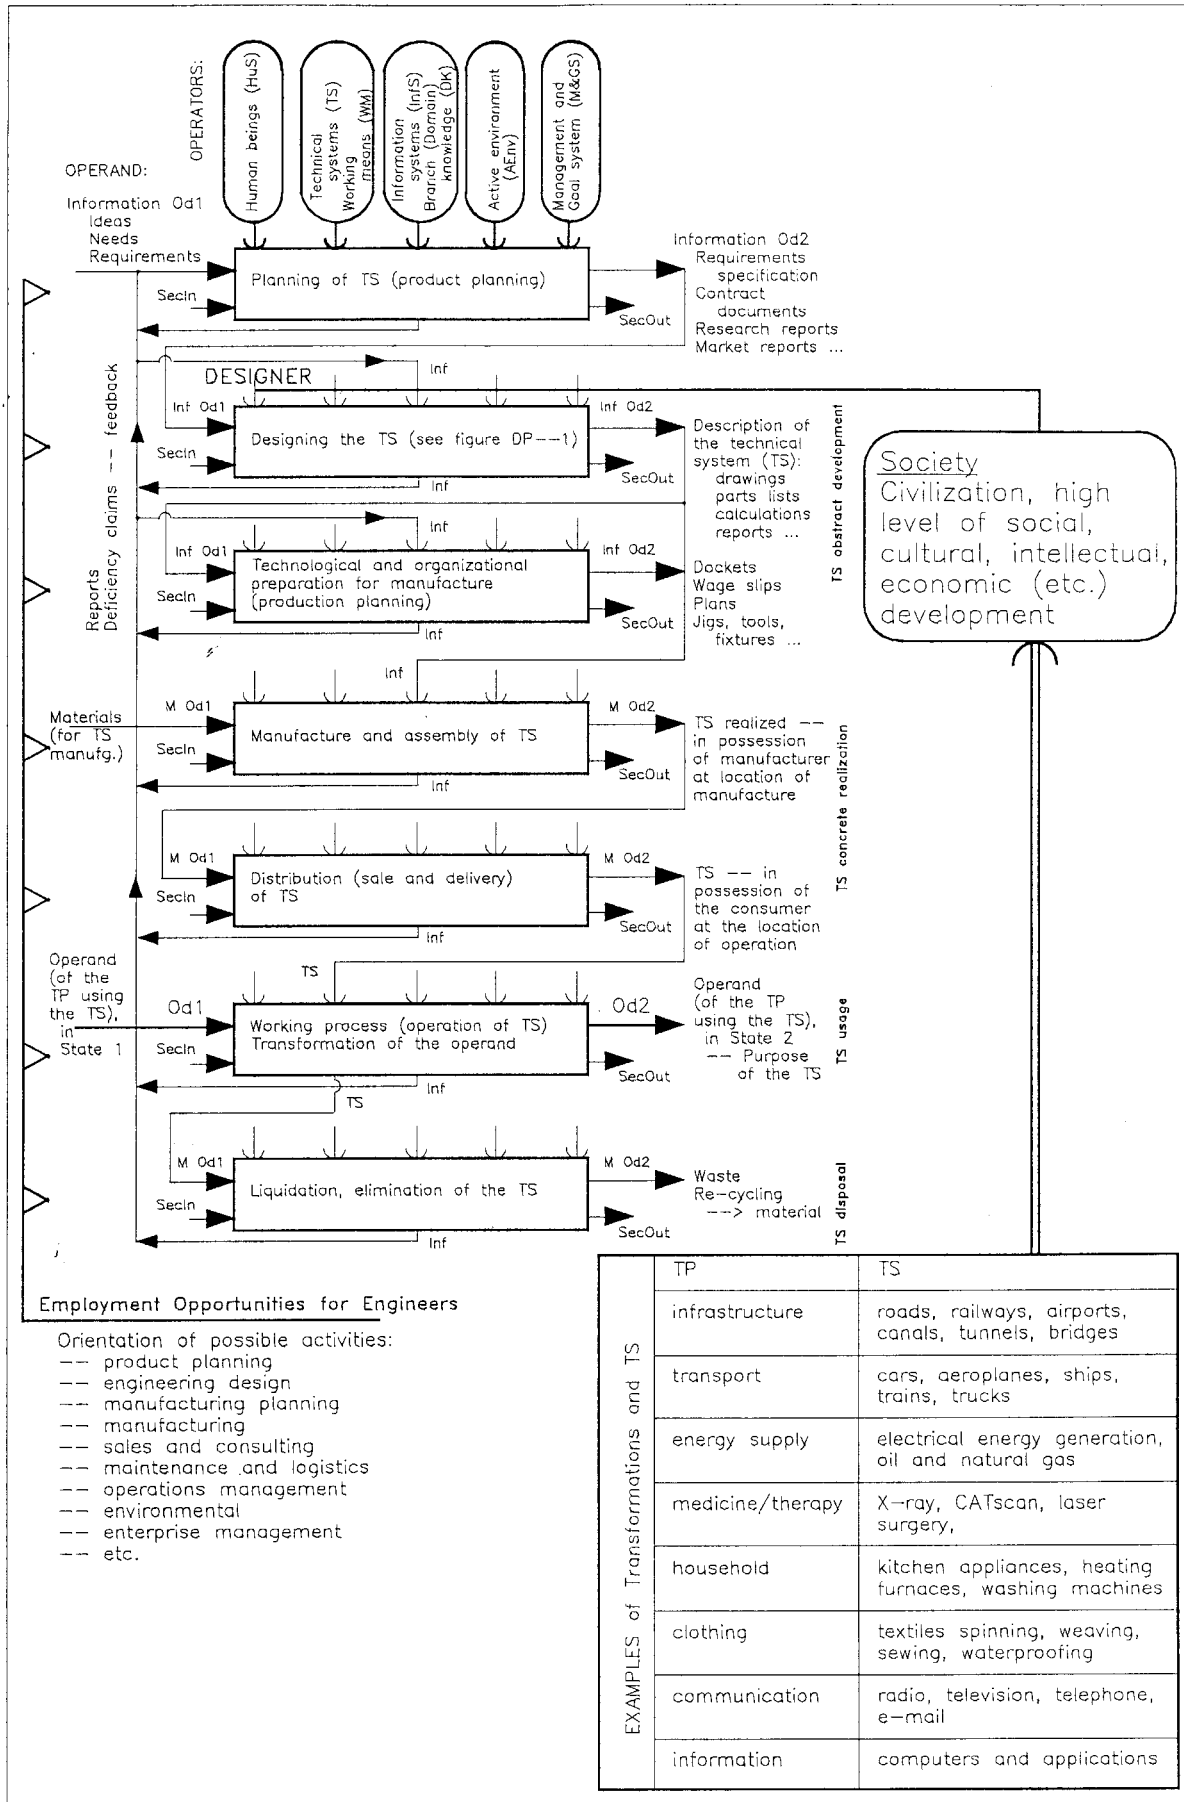 OPERATORS:
Human beings (HuS)
Technical
systems (TS)
Working
means (WM)
Information
systems (InfS)
Branch (Domain)
knowledge (DK)
Active environment
(AEnv)
Management and
Goal system (M&GS)
OPERAND:
Information Od1
Ideas
Needs
Requirements
SecIn
Planning of TS (product planning)
SecOut
Information Od2
Requirements
specification
Contract
documents
Research reports
Market reports ...
Inf
DESIGNER
Inf Od1
SecIn
Designing the TS (see figure DP--1)
Inf Od2
SecOut
Inf
Description of
the technical
system (TS):
drawings
parts lists
calculations
reports ...
Reports
Deficiency claims -- feedback
Inf
Inf Od1
SecIn
Technological and organizational
preparation for manufacture
(production planning)
Inf Od2
SecOut
Inf
Dockets
Wage slips
Plans
Jigs, tools,
fixtures ...
TS abstract development
Society
Civilization, high
level of social,
cultural, intellectual,
economic (etc.)
development
Inf
Materials
(for TS
manufg.)
M Od1
SecIn
Manufacture and assembly of TS
M Od2
SecOut
Inf
TS realized --
in possession
of manufacturer
at location of
manufacture
M Od1
SecIn
Distribution (sale and delivery)
of TS
M Od2
SecOut
Inf
TS -- in
possession of
the consumer
at the location
of operation
TS concrete realization
TS
Operand
(of the
TP using
the TS),
in
State 1
Od1
SecIn
Working process (operation of TS)
Transformation of the operand
Od2
SecOut
Inf
TS
Operand
(of the TP
using the TS),
in State 2
-- Purpose
of the TS
TS usage
M Od1
SecIn
Liquidation, elimination of the TS
M Od2
SecOut
Inf
Waste
Re-cycling
--> material
TS disposal
Employment Opportunities for Engineers
Orientation of possible activities:
-- product planning
-- engineering design
-- manufacturing planning
-- manufacturing
-- sales and consulting
-- maintenance and logistics
-- operations management
-- environmental
-- enterprise management
-- etc.
EXAMPLES of Transformations and TS
TP TS
infrastructure roads, railways, airports,
canals, tunnels, bridges
transport cars, aeroplanes, ships,
trains, trucks
energy supply electrical energy generation,
oil and natural gas
medicine/therapy X-ray, CATscan, laser
surgery,
household kitchen appliances, heating
furnaces, washing machines
clothing textiles spinning, weaving,
sewing, waterproofing
communication radio, television, telephone,
e-mail
information computers and applications